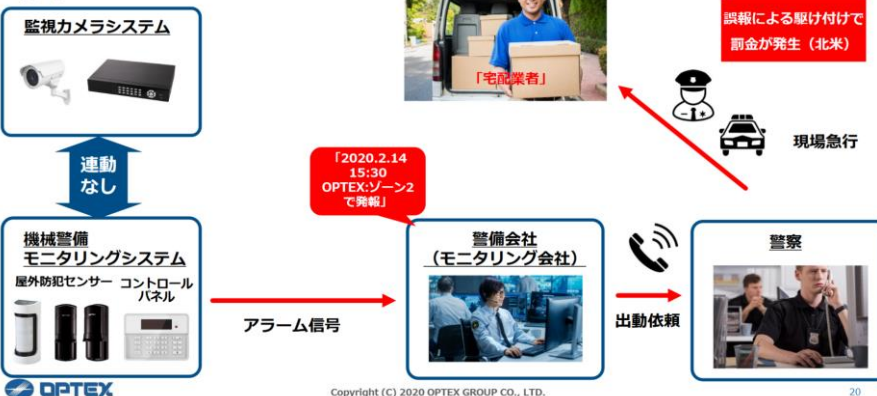 監視カメラシステム
「宅配業者」
誤報による駆け付けで
罰金が発生（北米）
現場急行
連動
なし
「2020.2.14
15:30
OPTEX:ゾーン2
で発報」
機械警備
モニタリングシステム
屋外防犯センサー
コントロール
パネル
アラーム信号
警備会社
（モニタリング会社）
出動依頼
警察
OPTEX
Copyright (C) 2020 OPTEX GROUP CO., LTD.
20